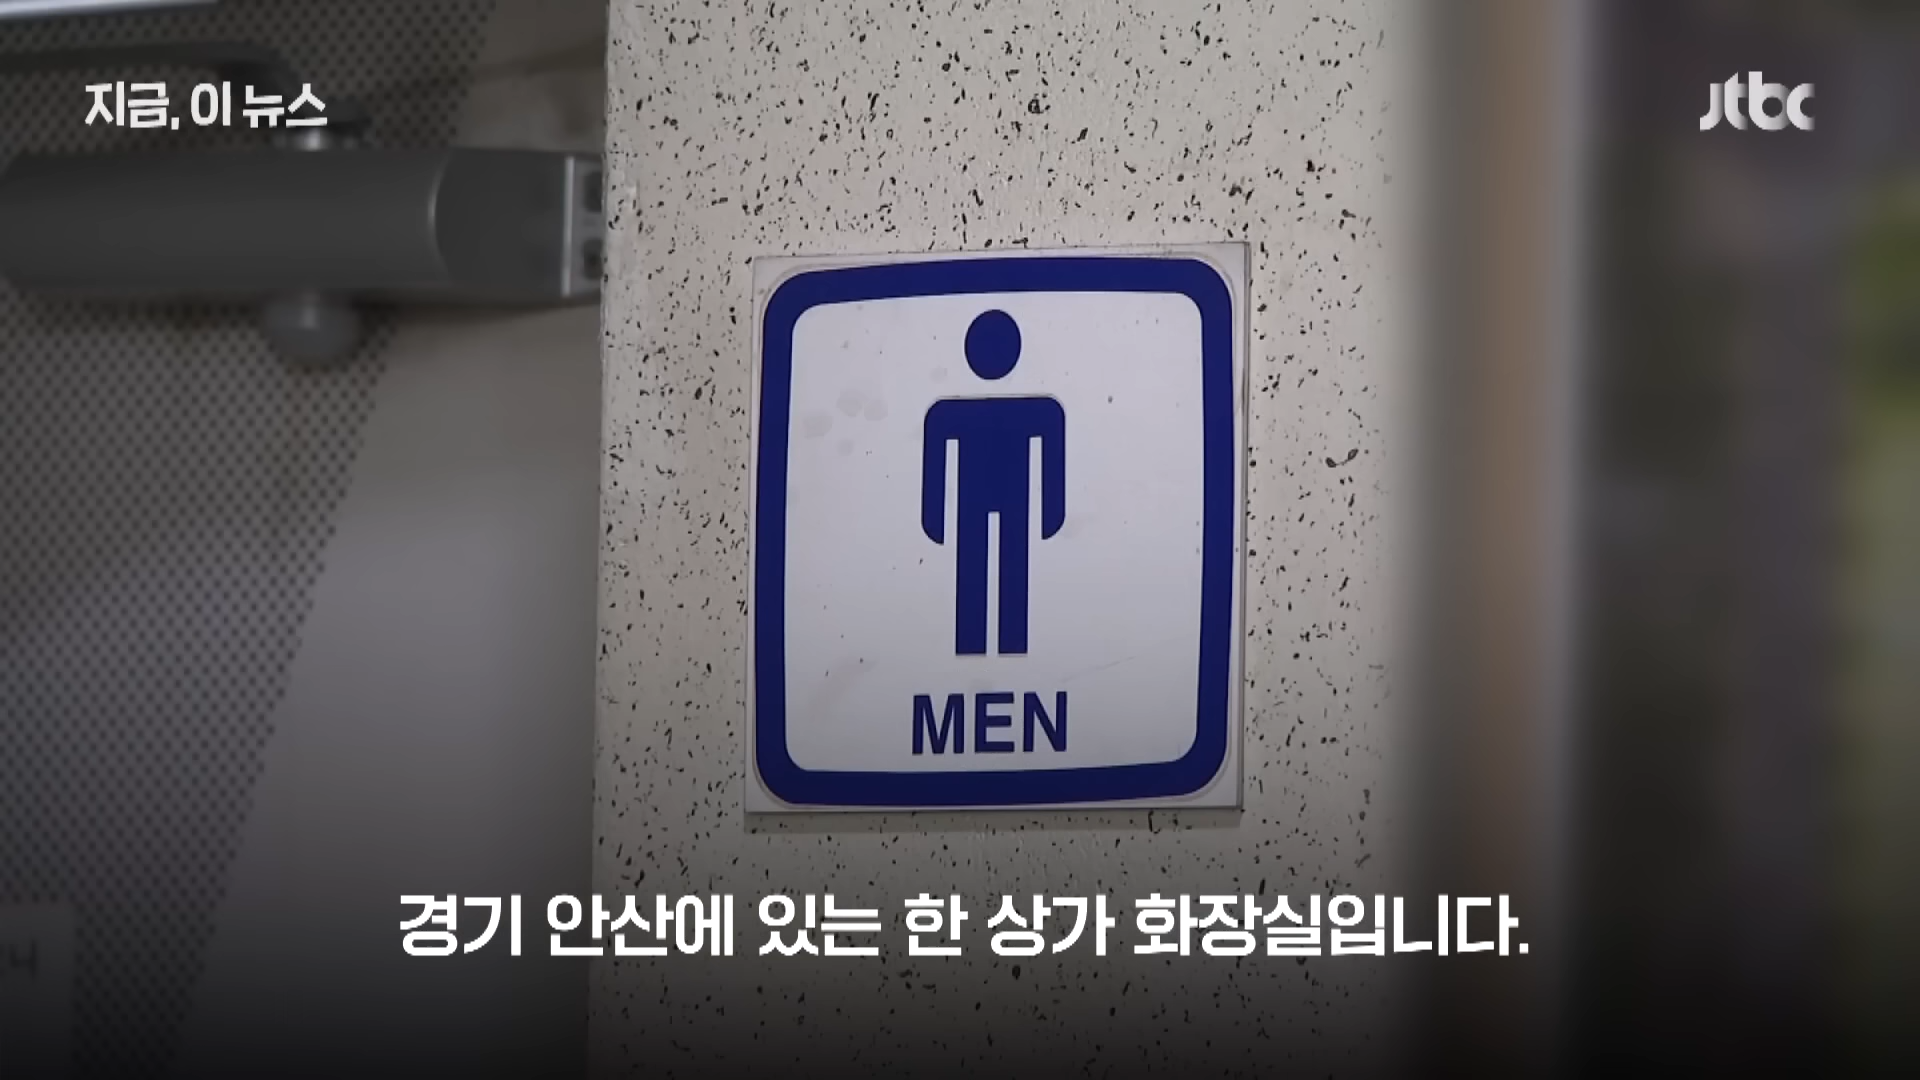 지금, 이 뉴스
jtbc
MEN
경기 안산에 있는 한 상가 화장실입니다.